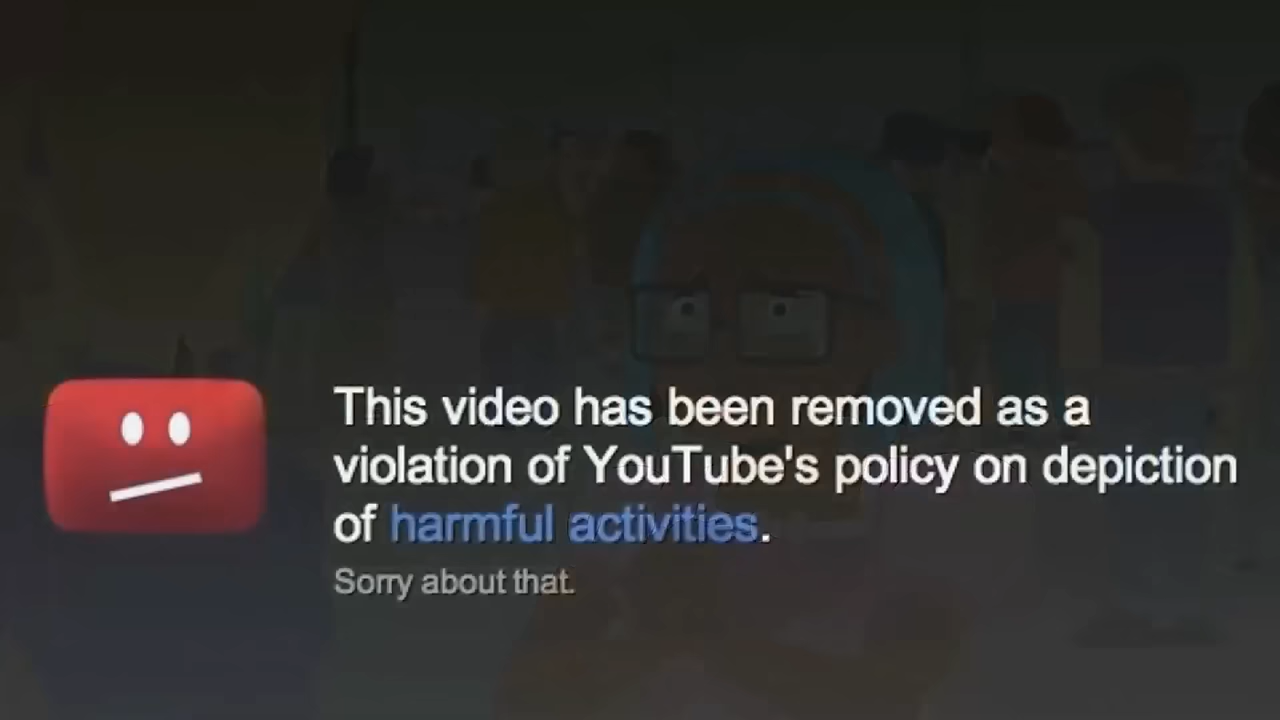 This video has been removed as a
violation of YouTube's policy on depiction
of harmful activities.
Sorry about that.